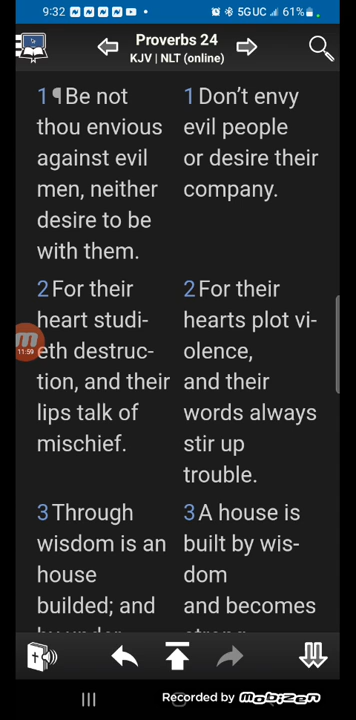 9:32
5GUC
61%
Proverbs 24
KJV | NLT (online)
1 ¶Be not
thou envious
against evil
men, neither
desire to be
with them.
2 For their
heart studi-
eth destruc-
tion, and their
lips talk of
mischief.
3 Through
wisdom is an
house
builded; and
by under-
1 Don't envy
evil people
or desire their
company.
2 For their
hearts plot vi-
olence,
and their
words always
stir up
trouble.
3 A house is
built by wis-
dom
and becomes
strong
11:59
Recorded by mobizen